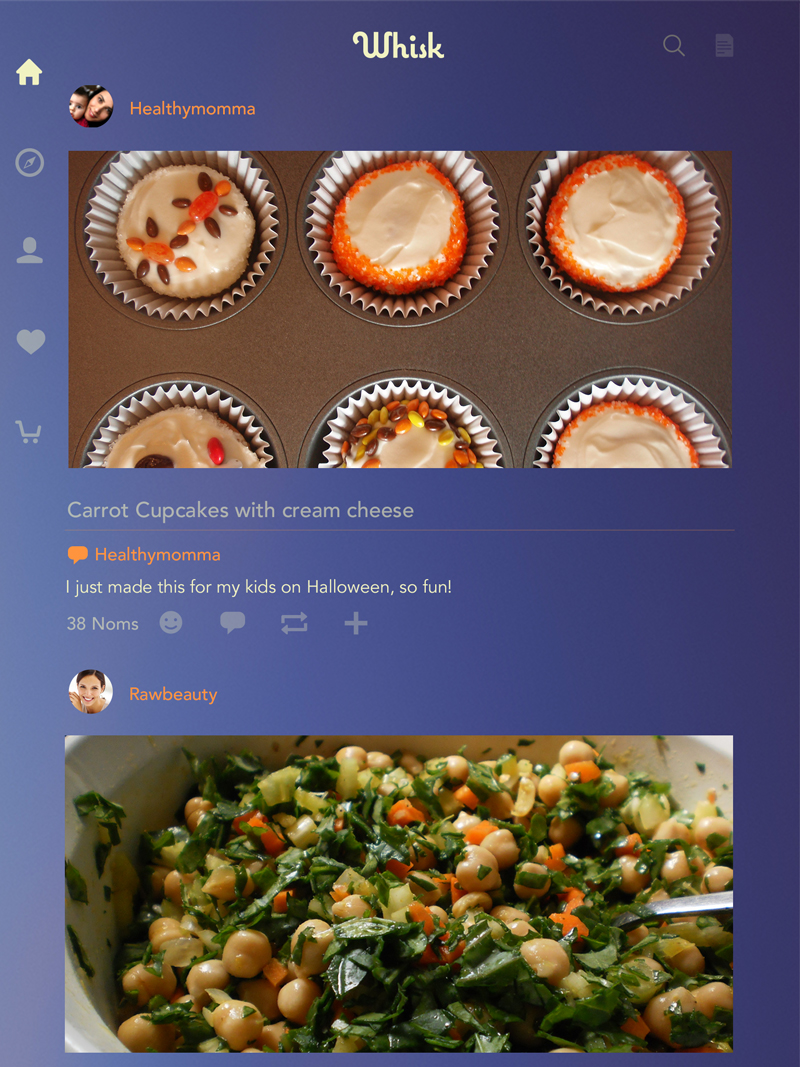 Whisk
Healthymomma
Carrot Cupcakes with cream cheese
Healthymomma
I just made this for my kids on Halloween, so fun!
38 Noms
Rawbeauty